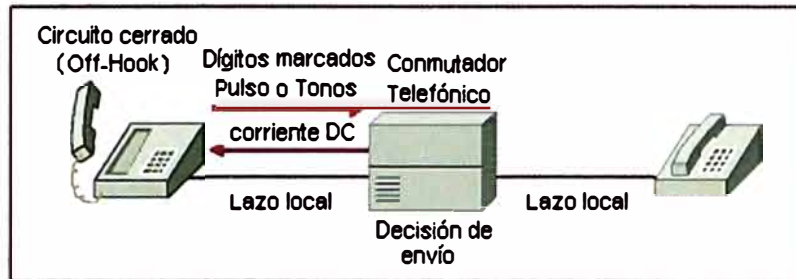 Circuito cerrado
(Off-Hook)
Dígitos marcados
Pulso o Tonos
Conmutador
Telefónico
corriente DC
Lazo local
Lazo local
Decisión de
envío